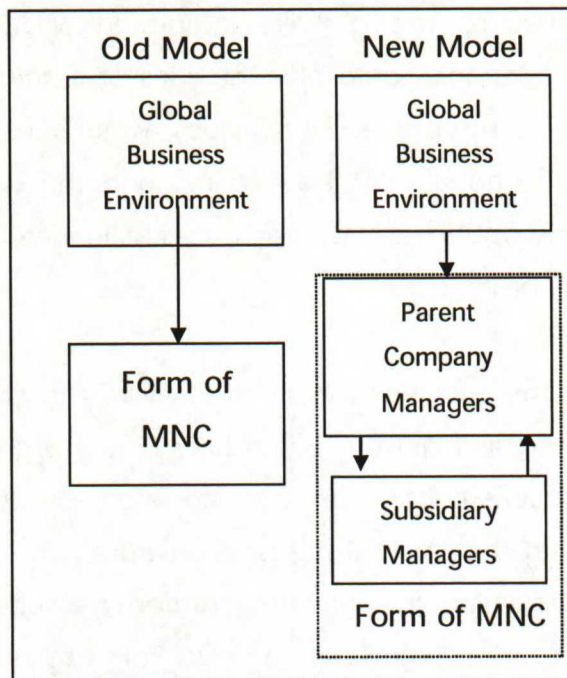 Old Model
Global
Business
Environment
Form of
MNC
New Model
Global
Business
Environment
Parent
Company
Managers
Subsidiary
Managers
Form of MNC